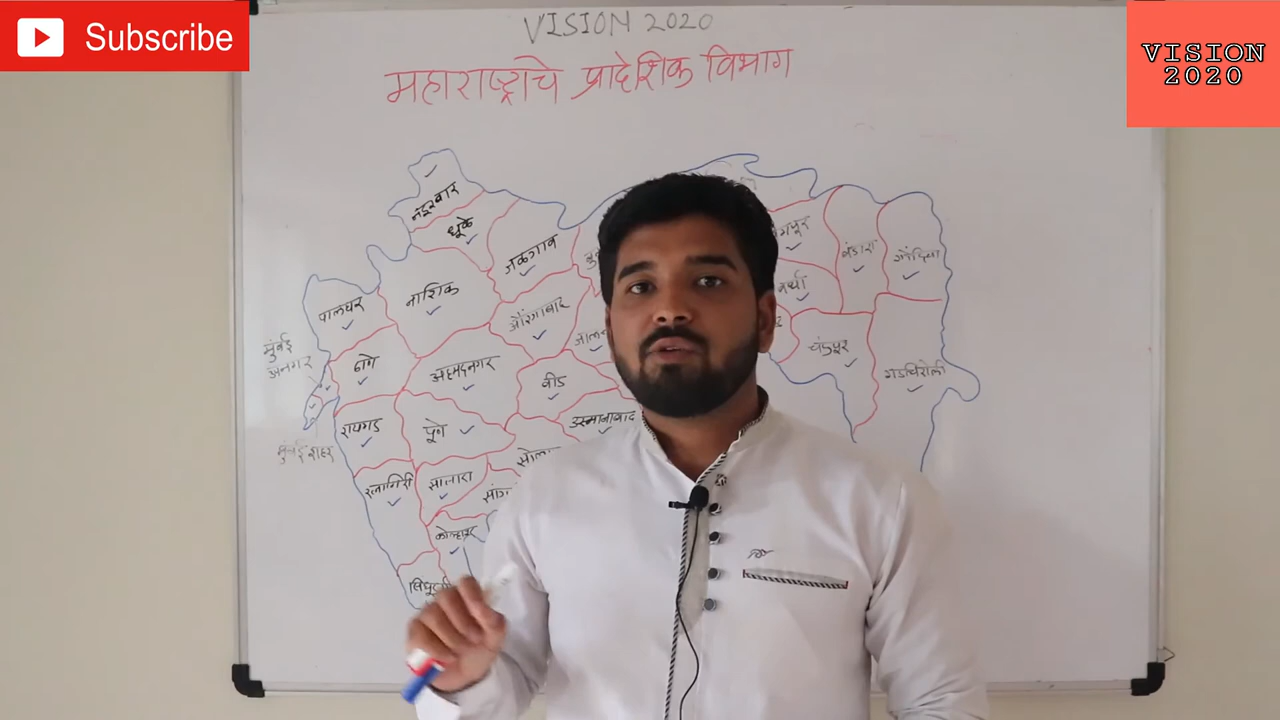 Subscribe
VISION 2020
VISION
2020
महाराष्ट्राचे प्रादेशिक विभाग
नंदूरबार
धूळे
जळगाव
नाशिक
पालघर
औरंगाबाद
भंडारा
गोंदिया
वर्धा
मुंबई
उपनगर
ठाणे
अहमदनगर
बीड
चंद्रपूर
गडचिरोली
उस्मानाबाद
रायगड
पूणे
मुंबई शहर
रत्नागिरी
सातारा
कोल्हापूर